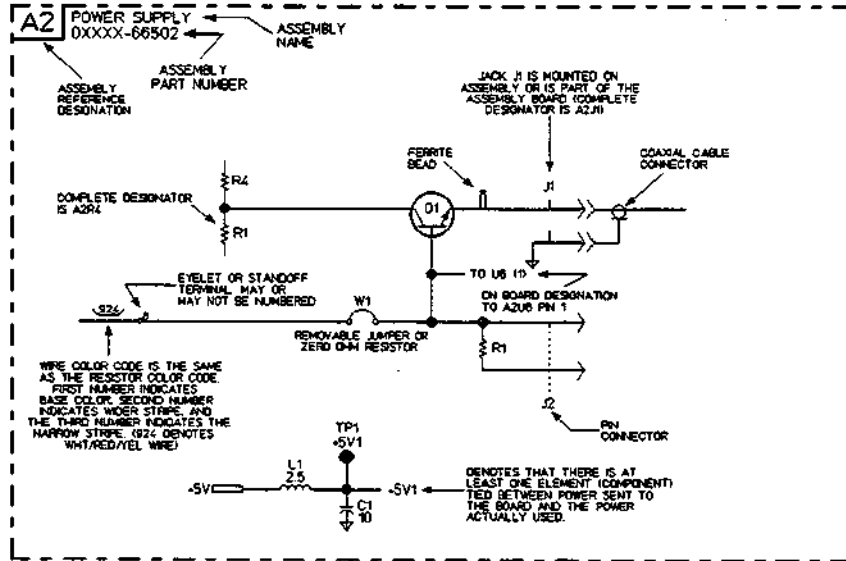 A2
POWER SUPPLY
0XXXX-66502
ASSEMBLY
NAME
ASSEMBLY
PART NUMBER
ASSEMBLY
REFERENCE
DESIGNATION
JACK J1 IS MOUNTED ON
ASSEMBLY OR IS PART OF THE
ASSEMBLY BOARD (COMPLETE
DESIGNATOR IS A2J1)
FERRITE
BEAD
COAXIAL CABLE
CONNECTOR
R4
J1
Q1
COMPLETE DESIGNATOR
IS A2R4
R1
TO U6 (1)
EYELET OR STANDOFF
TERMINAL MAY OR
MAY NOT BE NUMBERED
924
W1
ON BOARD DESIGNATION
TO A2U6 PIN 1
REMOVABLE JUMPER OR
ZERO OHM RESISTOR
R1
WIRE COLOR CODE IS THE SAME
AS THE RESISTOR COLOR CODE.
FIRST NUMBER INDICATES
BASE COLOR, SECOND NUMBER
INDICATES WIDER STRIPE, AND
THE THIRD NUMBER INDICATES THE
NARROW STRIPE. (924 DENOTES
WHT/RED/YEL WIRE)
J2
PIN
CONNECTOR
TP1
+5V1
L1
2.5
+5V
+5V1
C1
10
DENOTES THAT THERE IS AT
LEAST ONE ELEMENT (COMPONENT)
TIED BETWEEN POWER SENT TO
THE BOARD AND THE POWER
ACTUALLY USED.